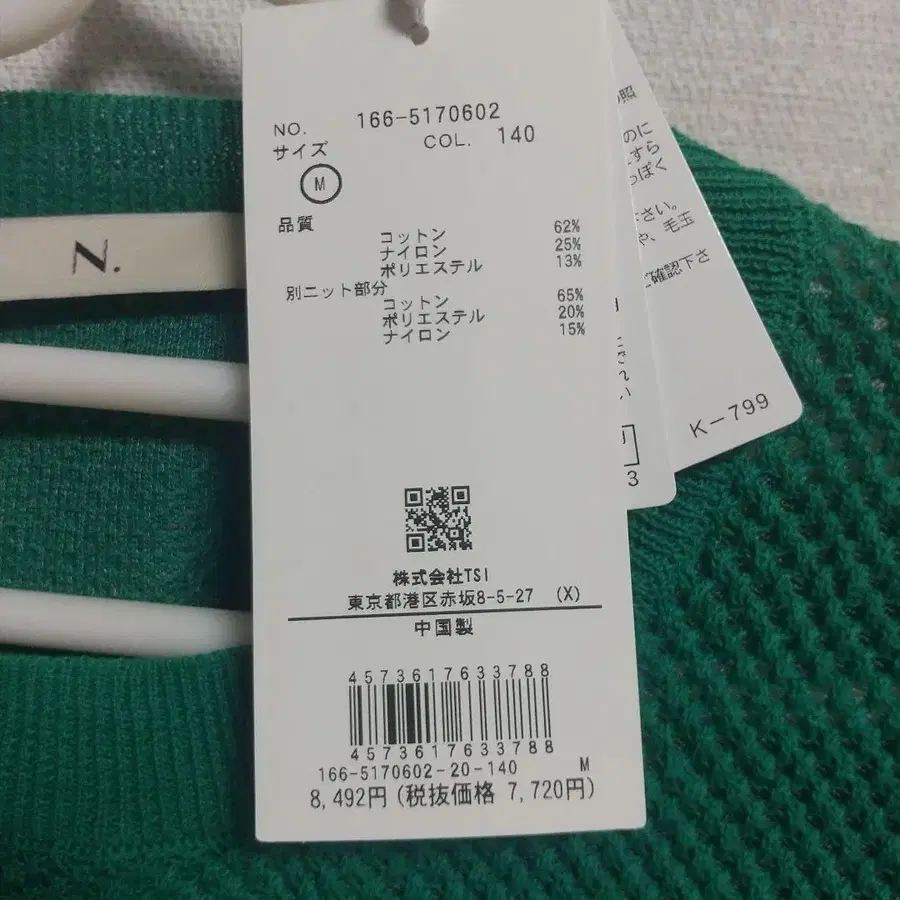 N.
NO. 166-5170602
サイズ COL. 140
M
品質
コットン 62%
ナイロン 25%
ポリエステル 13%
別ニット部分
コットン 65%
ポリエステル 20%
ナイロン 15%
株式会社TSI
東京都港区赤坂8-5-27 (X)
中国製
4573617633788
4573617633788
166-5170602-20-140 M
8,492円(税抜価格 7,720円)
照
のに
すら
っぽく
さい。
や、毛玉
ご確認下さ
K-799
3